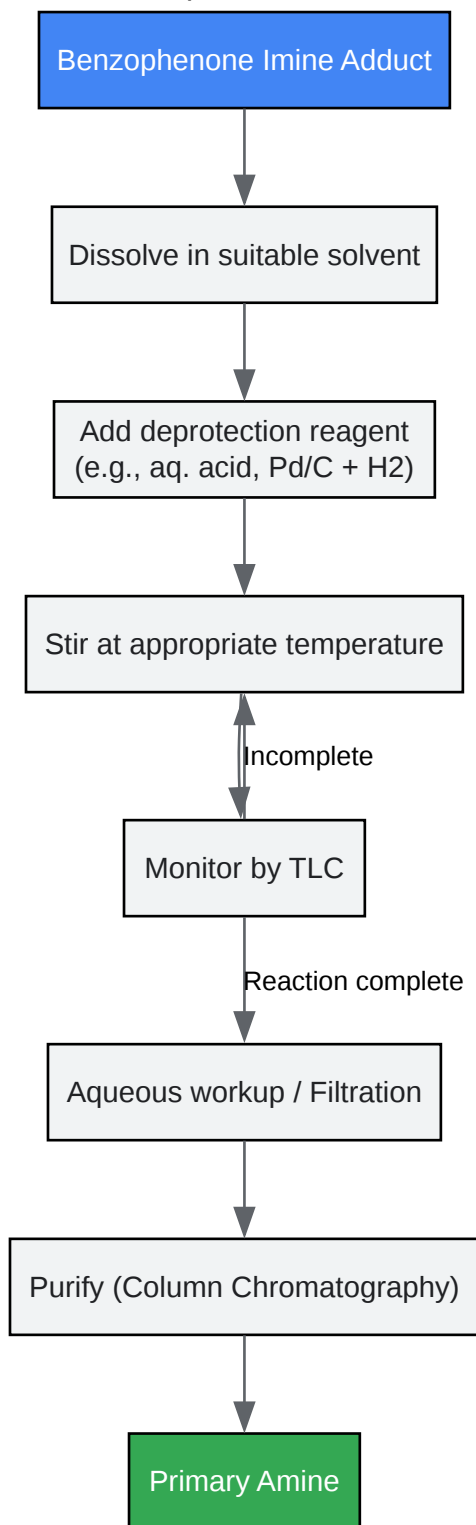 Benzophenone Imine Adduct
Dissolve in suitable solvent
Add deprotection reagent
(e.g., aq. acid, Pd/C + H2)
Stir at appropriate temperature
Incomplete
Monitor by TLC
Reaction complete
Aqueous workup / Filtration
Purify (Column Chromatography)
Primary Amine